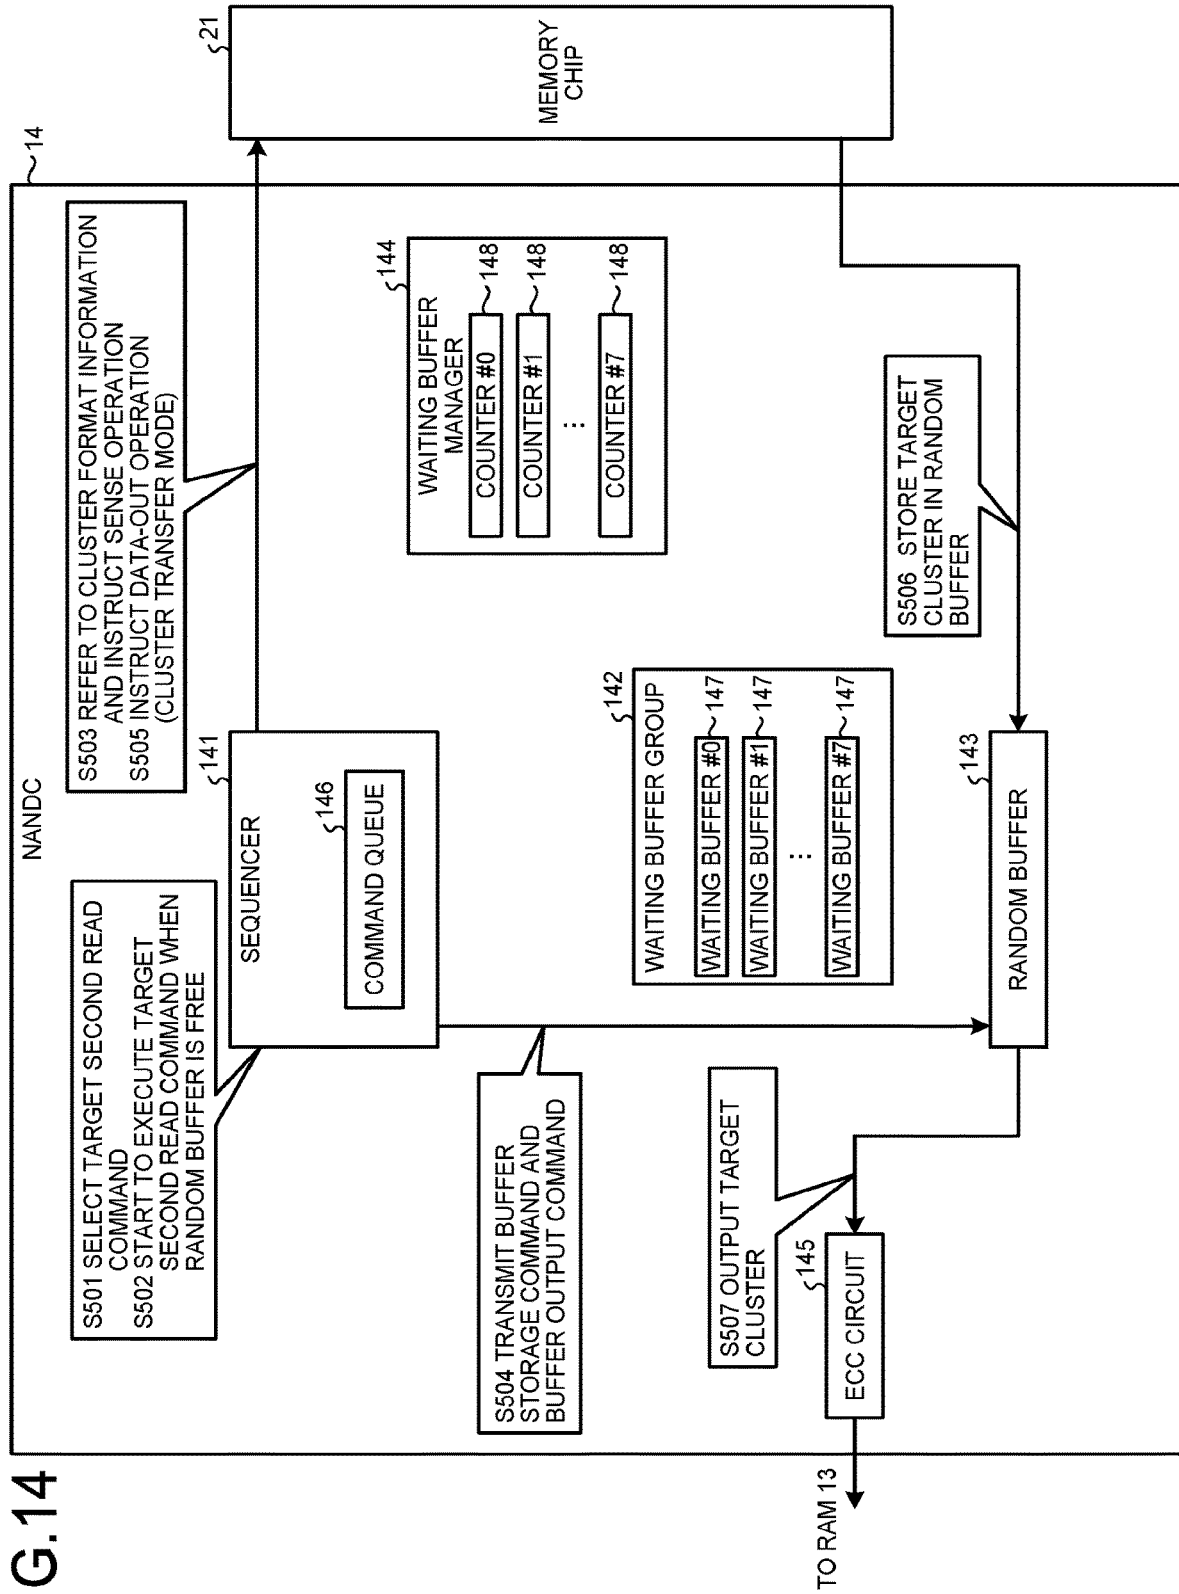 G.14
NANDC
14
S501 SELECT TARGET SECOND READ
COMMAND
S502 START TO EXECUTE TARGET
SECOND READ COMMAND WHEN
RANDOM BUFFER IS FREE
S503 REFER TO CLUSTER FORMAT INFORMATION
AND INSTRUCT SENSE OPERATION
S505 INSTRUCT DATA-OUT OPERATION
(CLUSTER TRANSFER MODE)
141
SEQUENCER
146
COMMAND QUEUE
21
MEMORY
CHIP
144
WAITING BUFFER
MANAGER
COUNTER #0
148
COUNTER #1
148
...
COUNTER #7
148
S504 TRANSMIT BUFFER
STORAGE COMMAND AND
BUFFER OUTPUT COMMAND
142
WAITING BUFFER GROUP
WAITING BUFFER #0
147
WAITING BUFFER #1
147
...
WAITING BUFFER #7
147
S506 STORE TARGET
CLUSTER IN RANDOM
BUFFER
S507 OUTPUT TARGET
CLUSTER
145
ECC CIRCUIT
143
RANDOM BUFFER
TO RAM 13